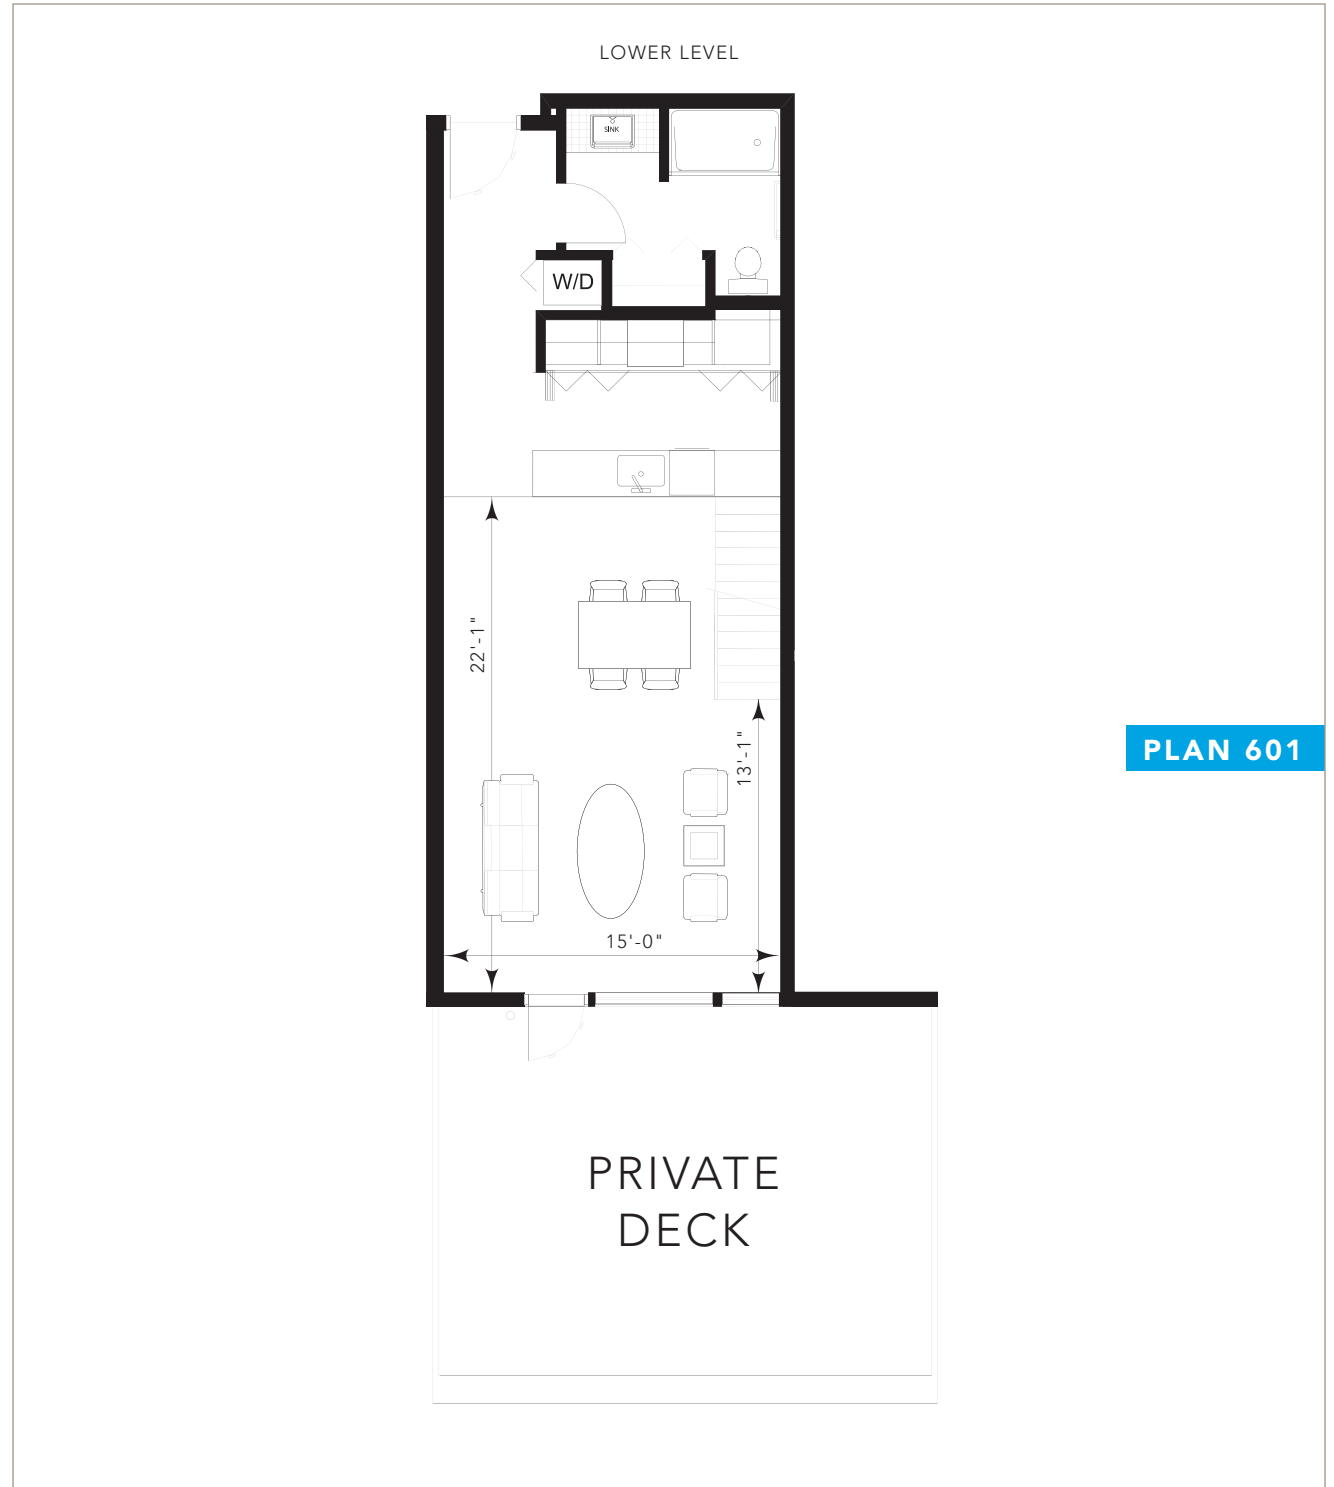 LOWER LEVEL
SINK
W/D
22'-1"
13'-1"
PLAN 601
15'-0"
PRIVATE
DECK